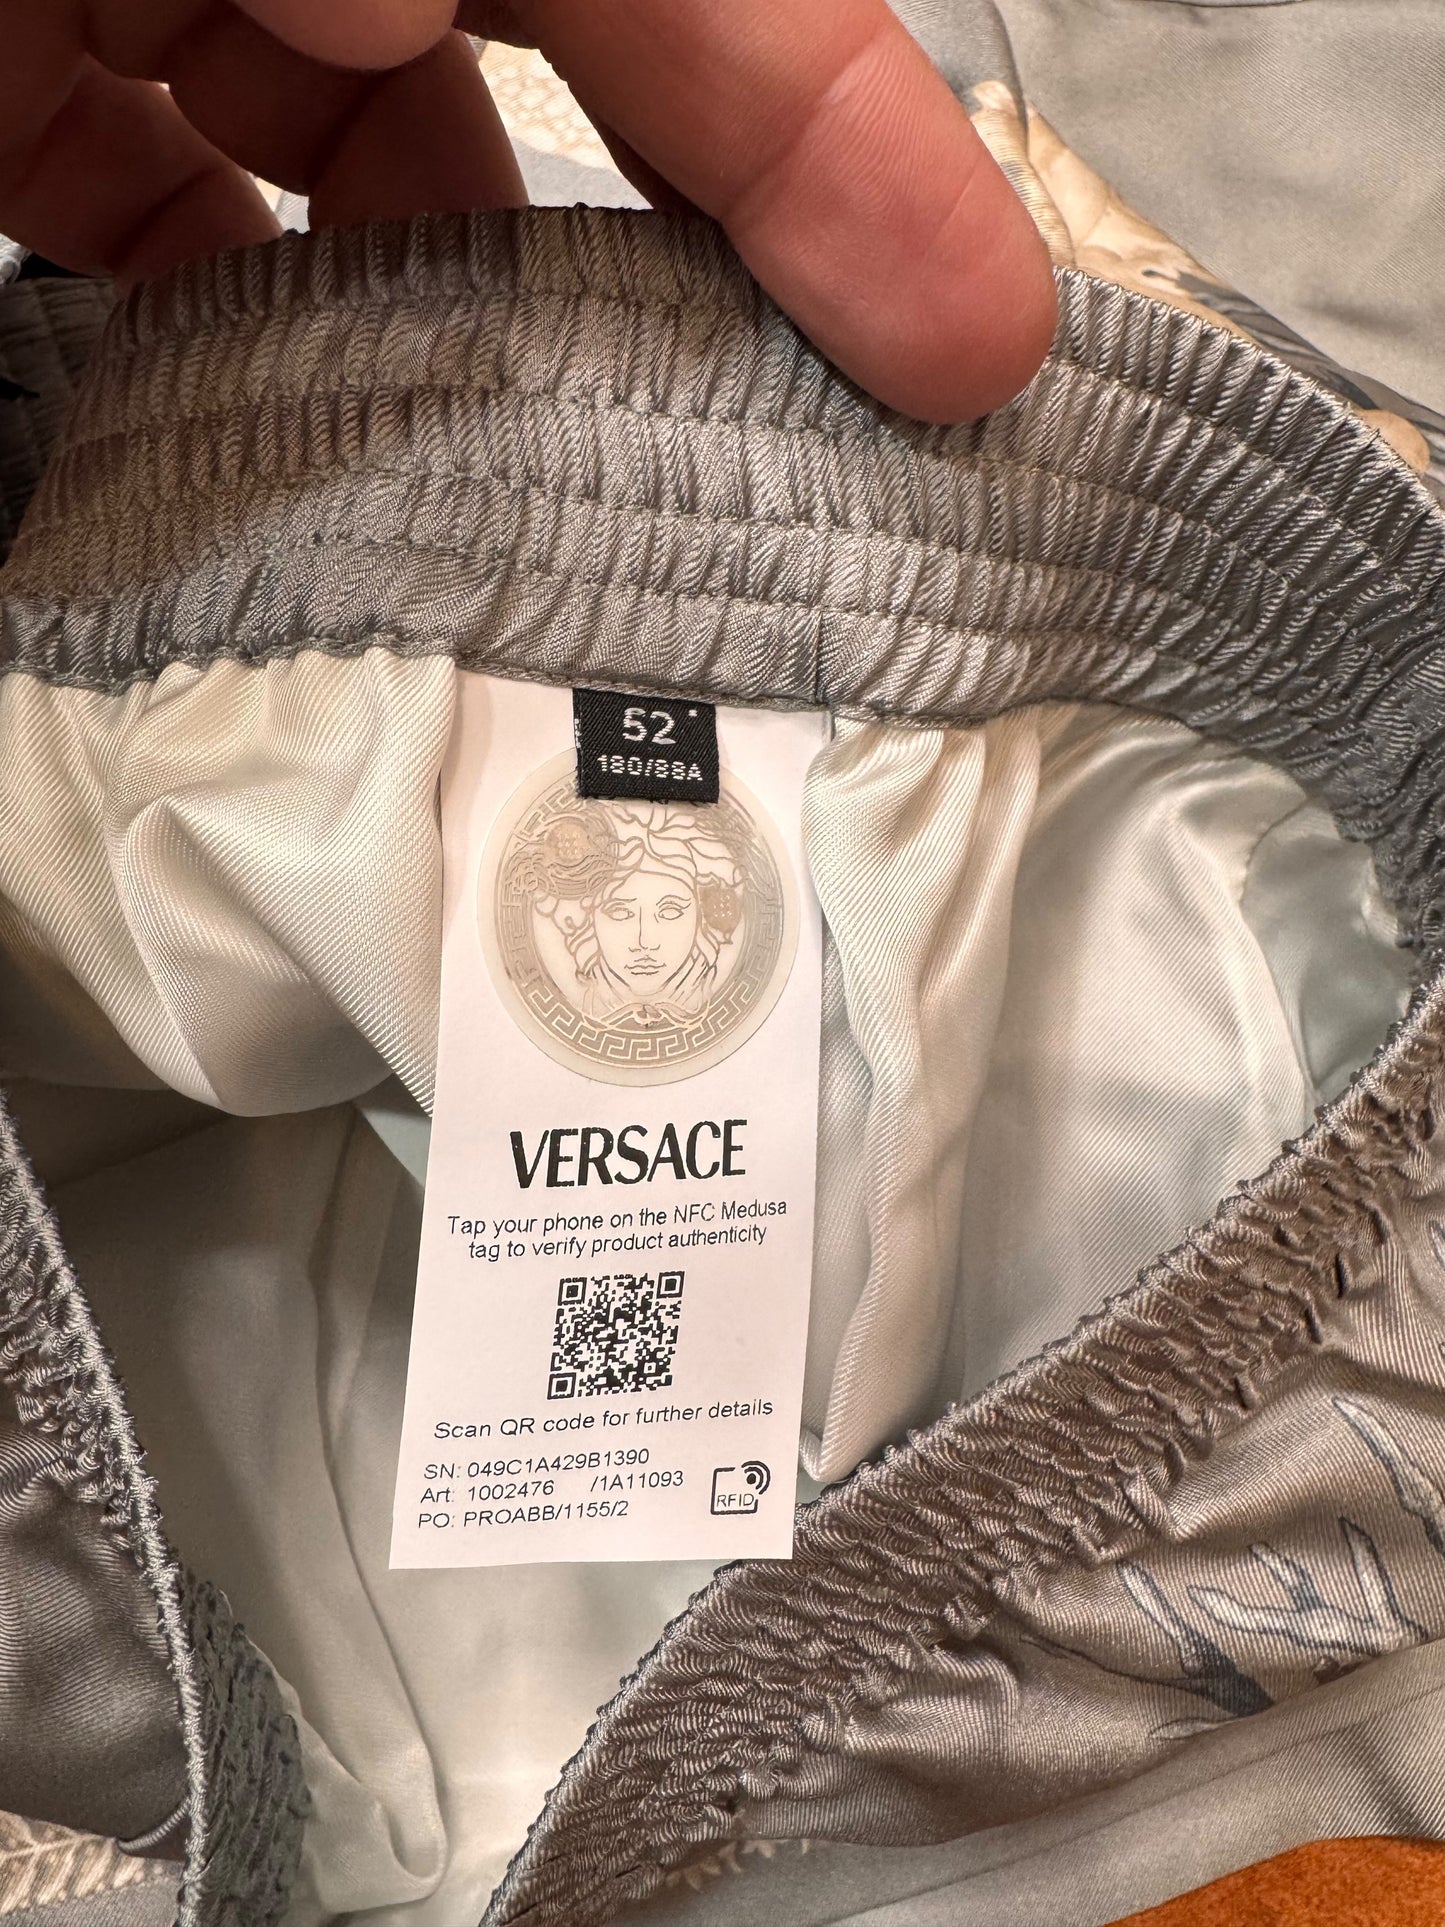 52
180/88A
VERSACE
Tap your phone on the NFC Medusa
tag to verify product authenticity
Scan QR code for further details
SN: 049C1A429B1390
Art: 1002476 /1A11093
PO: PROABB/1155/2
RFID